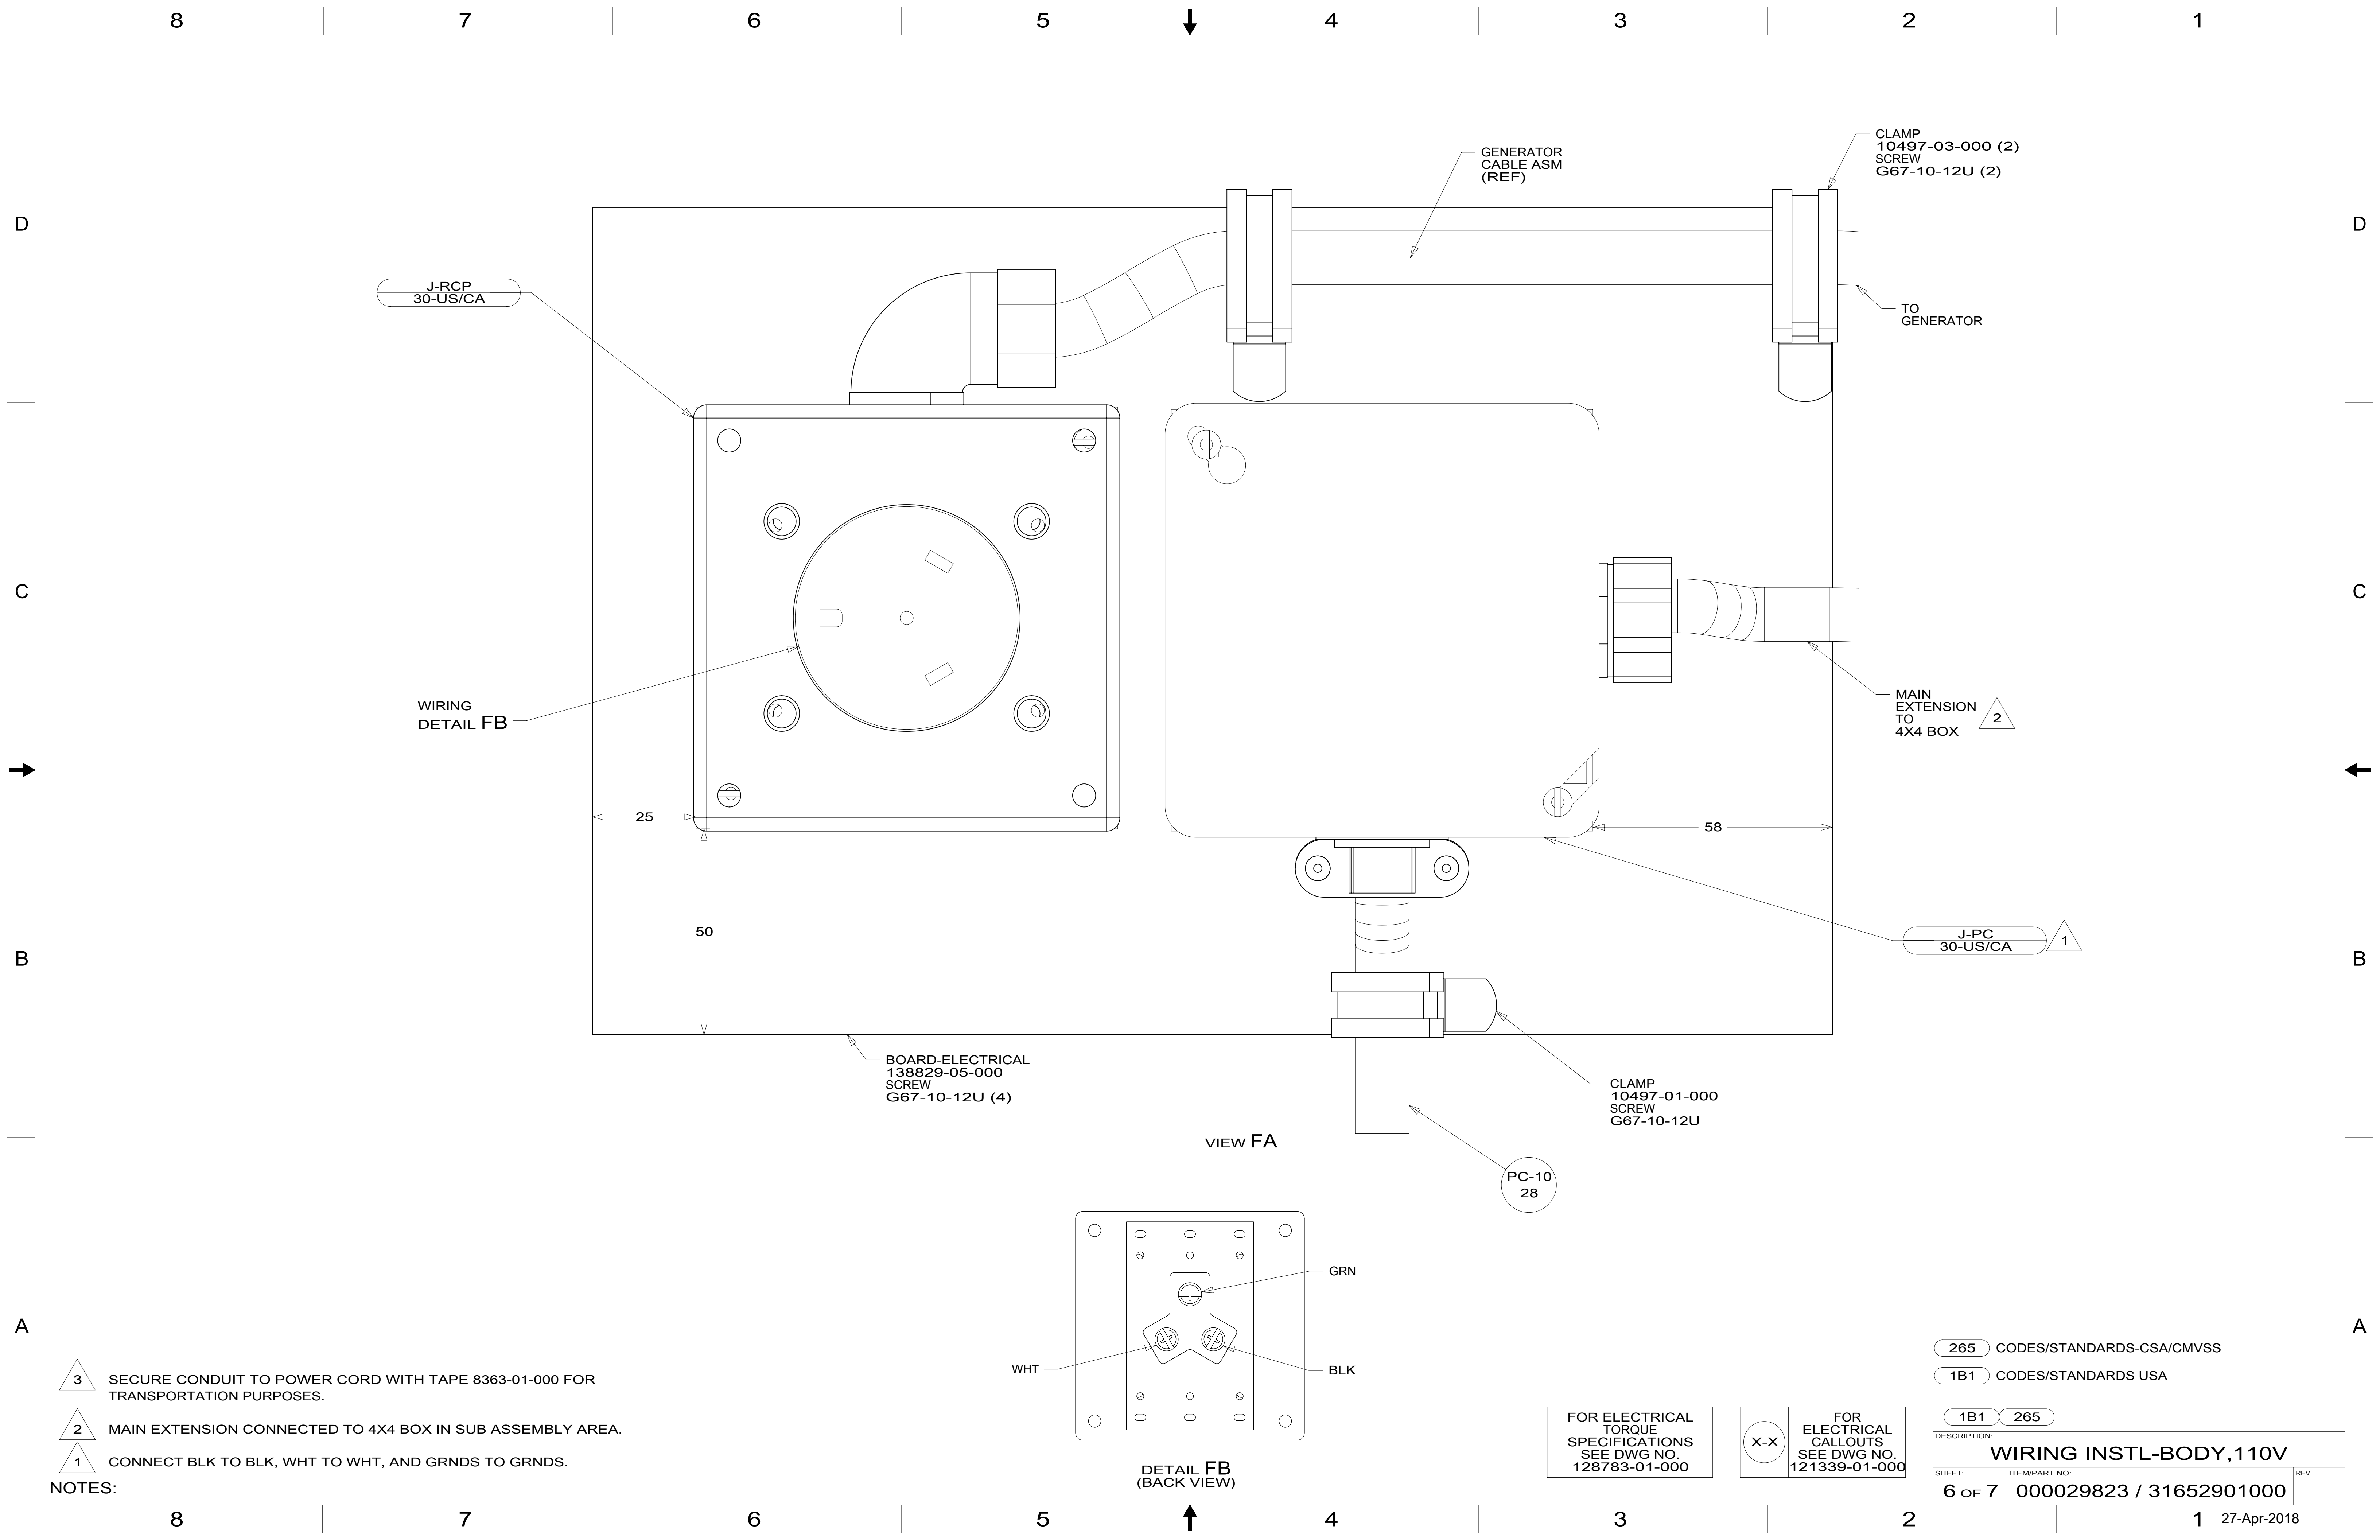 8 7 6 5 4 3 2 1
D
D
C
C
B
B
A
A
CLAMP
10497-03-000 (2)
SCREW
G67-10-12U (2)
GENERATOR
CABLE ASM
(REF)
J-RCP
30-US/CA
TO
GENERATOR
WIRING
DETAIL FB
MAIN
EXTENSION
TO
4X4 BOX
2
25
58
50
J-PC
30-US/CA
1
BOARD-ELECTRICAL
138829-05-000
SCREW
G67-10-12U (4)
CLAMP
10497-01-000
SCREW
G67-10-12U
VIEW FA
PC-10
28
GRN
WHT
BLK
DETAIL FB
(BACK VIEW)
3 SECURE CONDUIT TO POWER CORD WITH TAPE 8363-01-000 FOR
TRANSPORTATION PURPOSES.
2 MAIN EXTENSION CONNECTED TO 4X4 BOX IN SUB ASSEMBLY AREA.
1 CONNECT BLK TO BLK, WHT TO WHT, AND GRNDS TO GRNDS.
NOTES:
FOR ELECTRICAL
TORQUE
SPECIFICATIONS
SEE DWG NO.
128783-01-000
X-X
FOR
ELECTRICAL
CALLOUTS
SEE DWG NO.
121339-01-000
265 CODES/STANDARDS-CSA/CMVSS
1B1 CODES/STANDARDS USA
1B1 265
DESCRIPTION:
WIRING INSTL-BODY,110V
SHEET:
6 OF 7
ITEM/PART NO:
000029823 / 31652901000
REV
8 7 6 5 4 3 2 1
27-Apr-2018